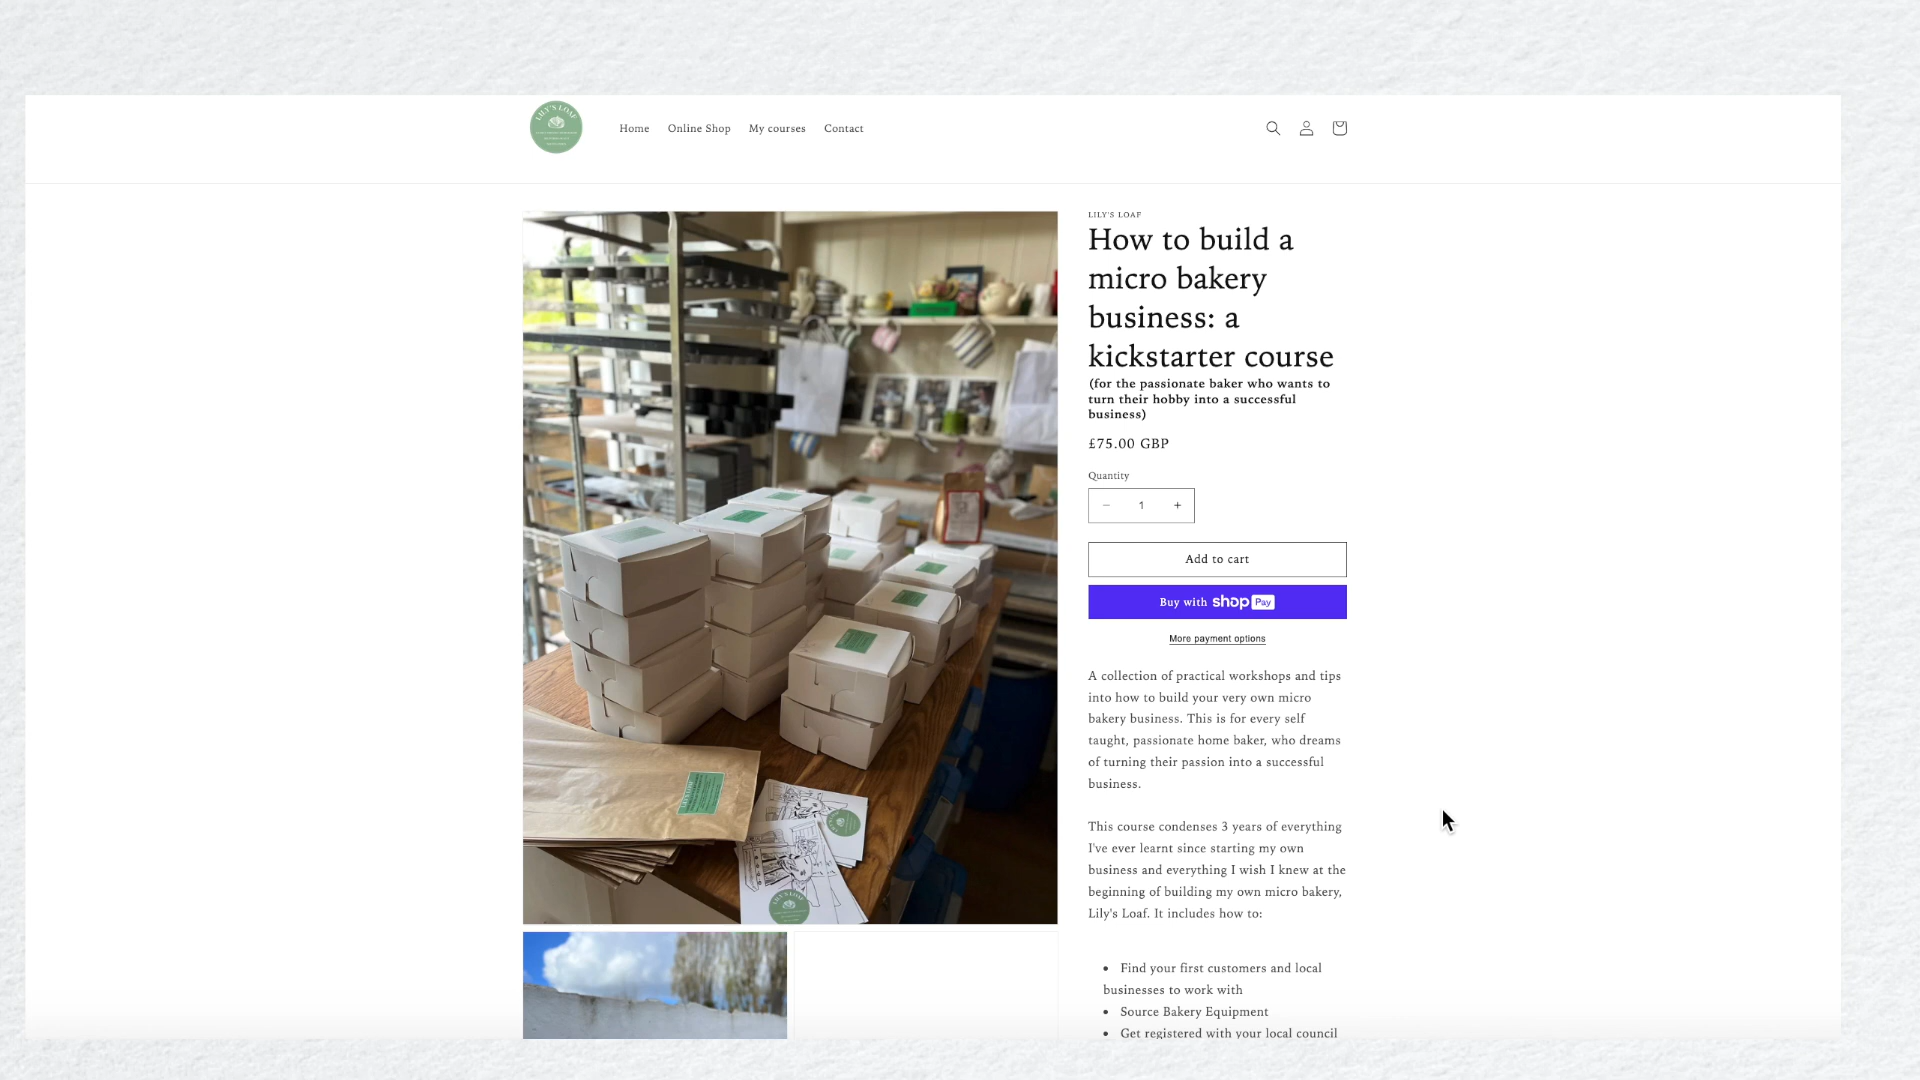 LILY'S LOAF
Home
Online Shop
My courses
Contact
LILY'S LOAF
How to build a
micro bakery
business: a
kickstarter course
(for the passionate baker who wants to
turn their hobby into a successful
business)
£75.00 GBP
Quantity
− 1 +
Add to cart
Buy with shop Pay
More payment options
A collection of practical workshops and tips
into how to build your very own micro
bakery business. This is for every self
taught, passionate home baker, who dreams
of turning their passion into a successful
business.
This course condenses 3 years of everything
I've ever learnt since starting my own
business and everything I wish I knew at the
beginning of building my own micro bakery,
Lily's Loaf. It includes how to:
• Find your first customers and local
businesses to work with
• Source Bakery Equipment
• Get registered with your local council
LILY'S LOAF